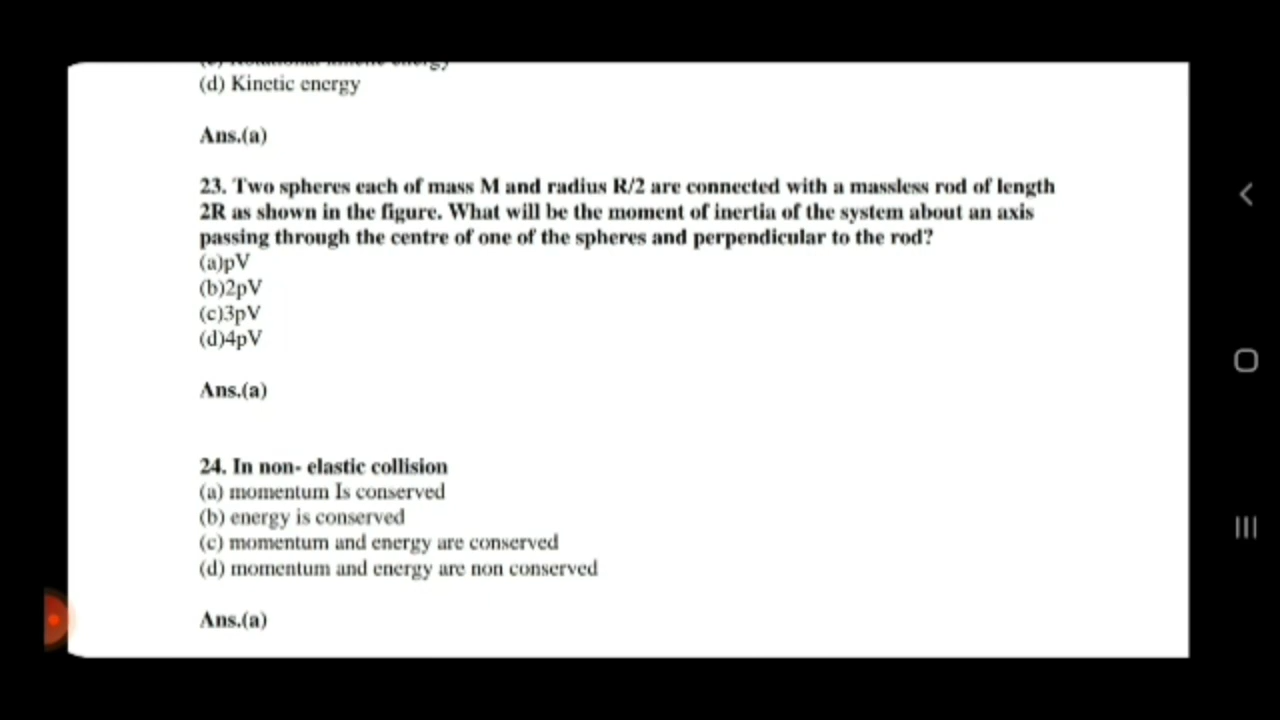 (d) Kinetic energy
Ans.(a)
23. Two spheres each of mass M and radius R/2 are connected with a massless rod of length
2R as shown in the figure. What will be the moment of inertia of the system about an axis
passing through the centre of one of the spheres and perpendicular to the rod?
(a)pV
(b)2pV
(c)3pV
(d)4pV
Ans.(a)
24. In non- elastic collision
(a) momentum Is conserved
(b) energy is conserved
(c) momentum and energy are conserved
(d) momentum and energy are non conserved
Ans.(a)